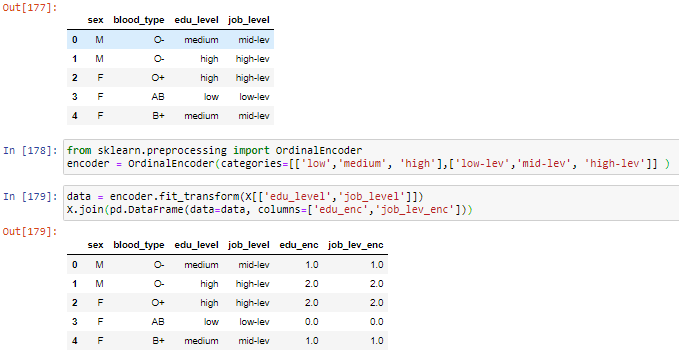 Out[177]:
sex blood_type edu_level job_level
0 M O- medium mid-lev
1 M O- high high-lev
2 F O+ high high-lev
3 F AB low low-lev
4 F B+ medium mid-lev
In [178]: from sklearn.preprocessing import OrdinalEncoder
encoder = OrdinalEncoder(categories=[['low','medium', 'high'],['low-lev','mid-lev', 'high-lev']] )
In [179]: data = encoder.fit_transform(X[['edu_level','job_level']])
X.join(pd.DataFrame(data=data, columns=['edu_enc','job_lev_enc']))
Out[179]:
sex blood_type edu_level job_level edu_enc job_lev_enc
0 M O- medium mid-lev 1.0 1.0
1 M O- high high-lev 2.0 2.0
2 F O+ high high-lev 2.0 2.0
3 F AB low low-lev 0.0 0.0
4 F B+ medium mid-lev 1.0 1.0